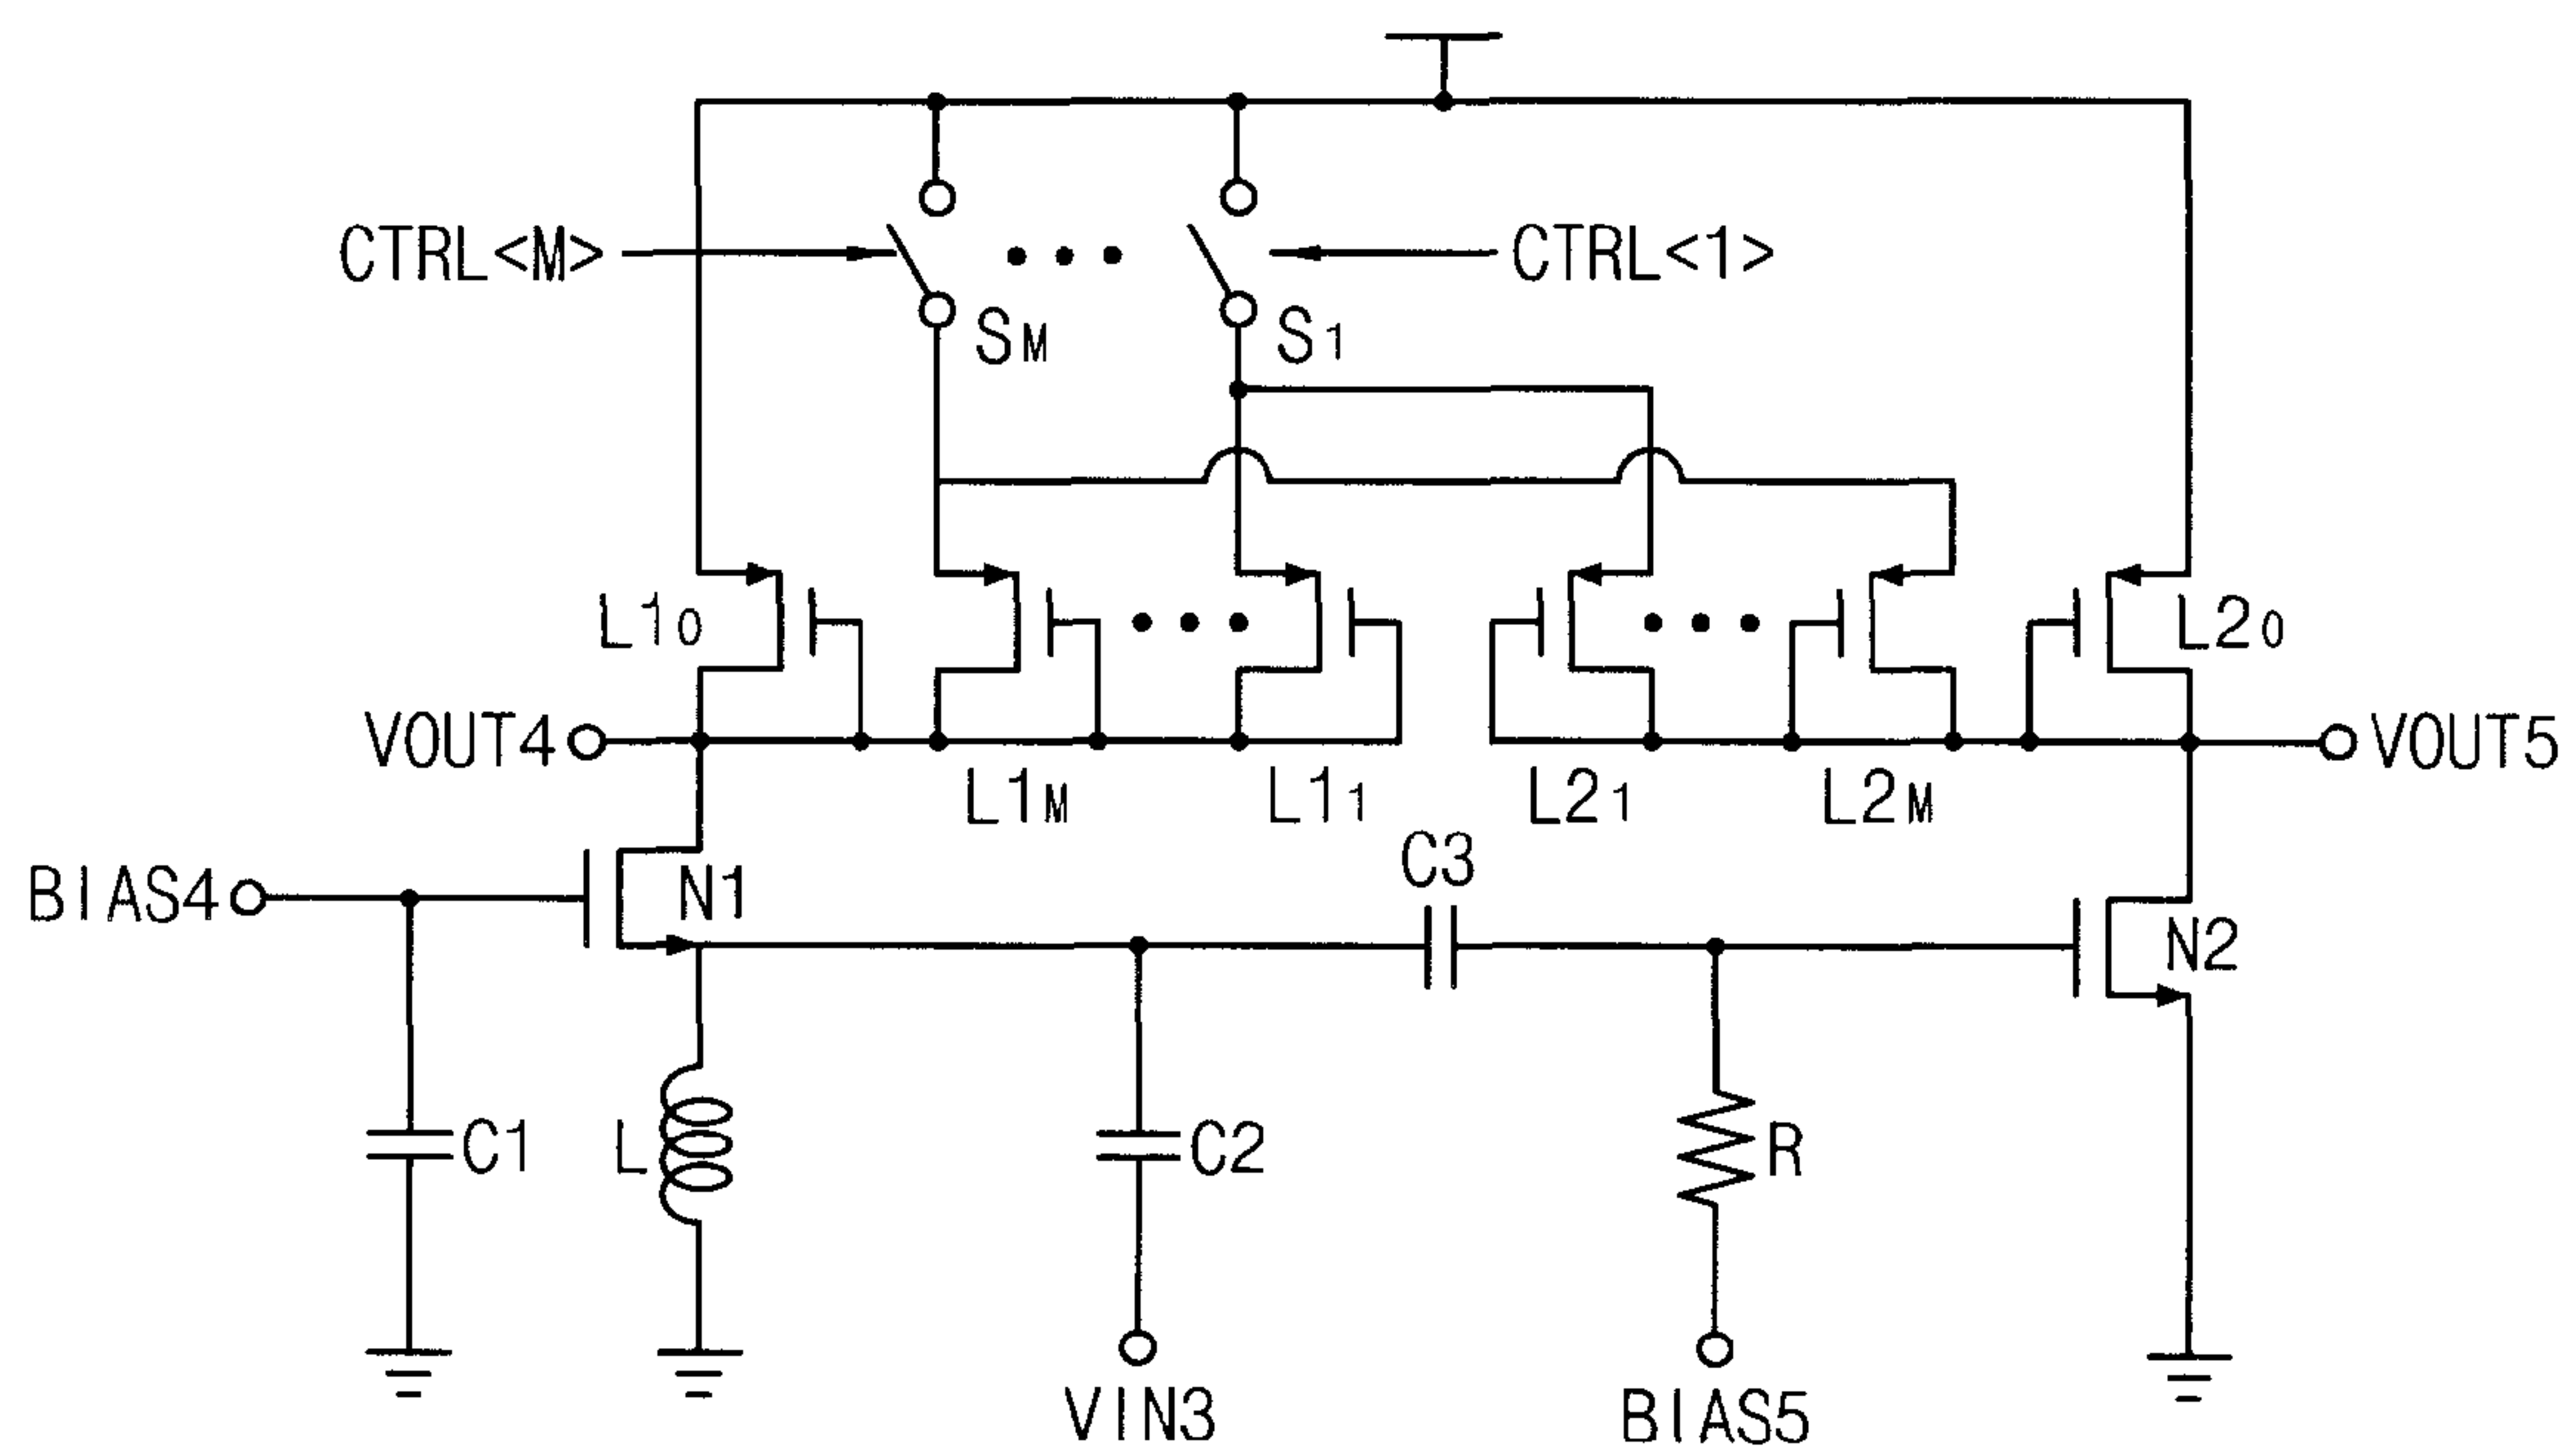 CTRL<M>
CTRL<1>
SM
S1
L10
L20
VOUT4
VOUT5
L1M
L11
L21
L2M
C3
BIAS4
N1
N2
C1
L
C2
R
VIN3
BIAS5